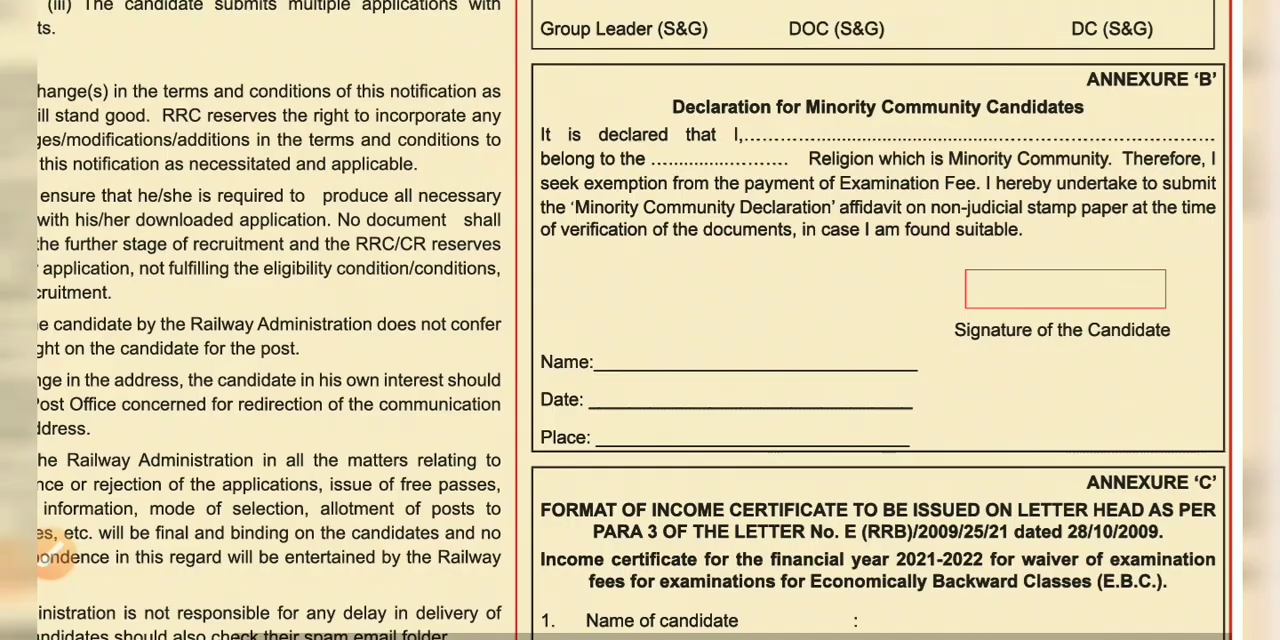 (iii) The candidate submits multiple applications with
ts.
hange(s) in the terms and conditions of this notification as
ill stand good. RRC reserves the right to incorporate any
ges/modifications/additions in the terms and conditions to
this notification as necessitated and applicable.
ensure that he/she is required to produce all necessary
with his/her downloaded application. No document shall
the further stage of recruitment and the RRC/CR reserves
application, not fulfilling the eligibility condition/conditions,
cruitment.
e candidate by the Railway Administration does not confer
ght on the candidate for the post.
nge in the address, the candidate in his own interest should
Post Office concerned for redirection of the communication
ddress.
he Railway Administration in all the matters relating to
nce or rejection of the applications, issue of free passes,
information, mode of selection, allotment of posts to
es, etc. will be final and binding on the candidates and no
pondence in this regard will be entertained by the Railway
inistration is not responsible for any delay in delivery of
andidates should also check their spam email folder
Group Leader (S&G) DOC (S&G) DC (S&G)
ANNEXURE ‘B’
Declaration for Minority Community Candidates
It is declared that I,..........................................................................................
belong to the ......................... Religion which is Minority Community. Therefore, I
seek exemption from the payment of Examination Fee. I hereby undertake to submit
the ‘Minority Community Declaration’ affidavit on non-judicial stamp paper at the time
of verification of the documents, in case I am found suitable.
Signature of the Candidate
Name:
Date:
Place:
ANNEXURE ‘C’
FORMAT OF INCOME CERTIFICATE TO BE ISSUED ON LETTER HEAD AS PER
PARA 3 OF THE LETTER No. E (RRB)/2009/25/21 dated 28/10/2009.
Income certificate for the financial year 2021-2022 for waiver of examination
fees for examinations for Economically Backward Classes (E.B.C.).
1. Name of candidate :